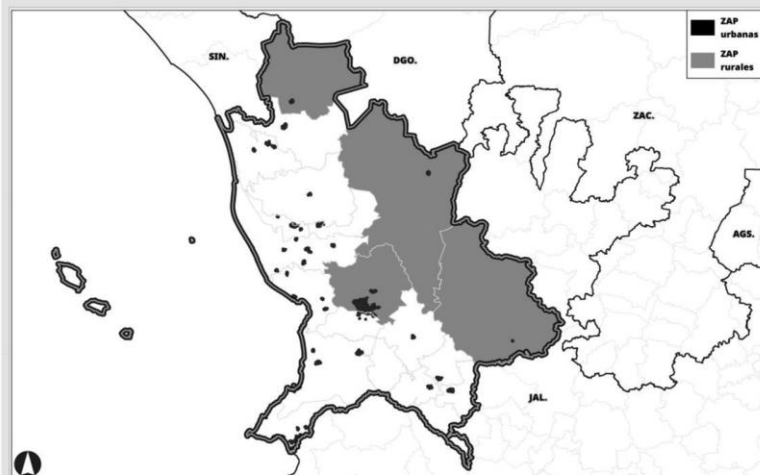 ZAP
urbanas
ZAP
rurales
SIN.
DGO.
ZAC.
AGS.
JAL.